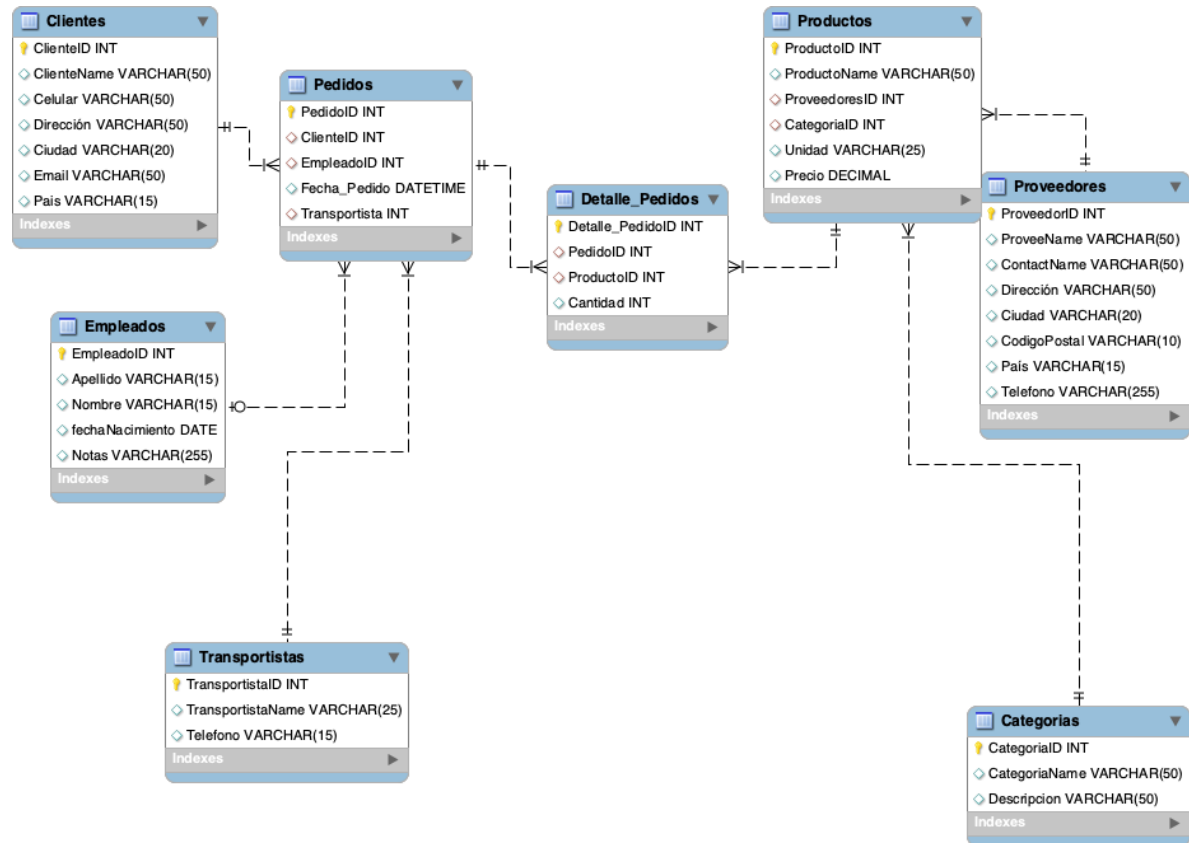 Clientes
ClienteID INT
ClienteName VARCHAR(50)
Celular VARCHAR(50)
Dirección VARCHAR(50)
Ciudad VARCHAR(20)
Email VARCHAR(50)
Pais VARCHAR(15)
Indexes
Pedidos
PedidoID INT
ClienteID INT
EmpleadoID INT
Fecha_Pedido DATETIME
Transportista INT
Indexes
Productos
ProductoID INT
ProductoName VARCHAR(50)
ProveedoresID INT
CategoriaID INT
Unidad VARCHAR(25)
Precio DECIMAL
Indexes
Detalle_Pedidos
Detalle_PedidoID INT
PedidoID INT
ProductoID INT
Cantidad INT
Indexes
Proveedores
ProveedorID INT
ProveeName VARCHAR(50)
ContactName VARCHAR(50)
Dirección VARCHAR(50)
Ciudad VARCHAR(20)
CodigoPostal VARCHAR(10)
País VARCHAR(15)
Telefono VARCHAR(255)
Indexes
Empleados
EmpleadoID INT
Apellido VARCHAR(15)
Nombre VARCHAR(15)
fechaNacimiento DATE
Notas VARCHAR(255)
Indexes
Transportistas
TransportistaID INT
TransportistaName VARCHAR(25)
Telefono VARCHAR(15)
Indexes
Categorias
CategoriaID INT
CategoriaName VARCHAR(50)
Descripcion VARCHAR(50)
Indexes